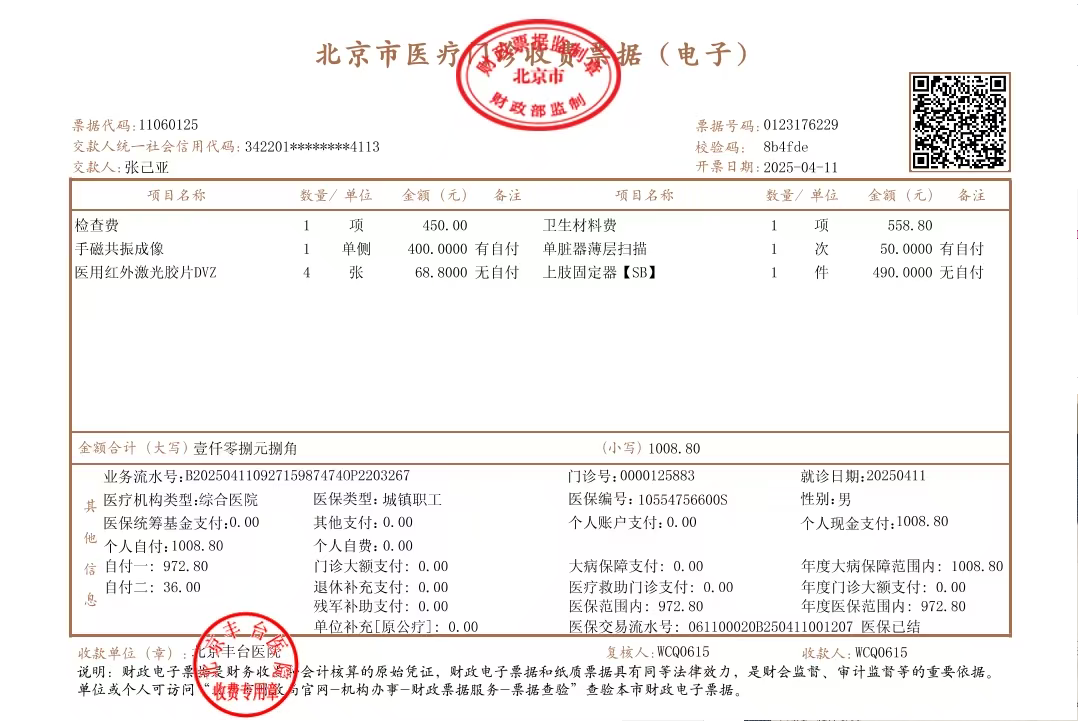 北京市医疗门诊收费票据（电子）
财政票据监制章
北京市
财政部监制
票据代码:11060125 票据号码:0123176229
交款人统一社会信用代码:342201********4113 校验码: 8b4fde
交款人:张己亚 开票日期:2025-04-11
项目名称 数量/单位 金额（元） 备注 项目名称 数量/单位 金额（元） 备注
检查费 1 项 450.00 卫生材料费 1 项 558.80
手磁共振成像 1 单侧 400.0000 有自付 单脏器薄层扫描 1 次 50.0000 有自付
医用红外激光胶片DVZ 4 张 68.8000 无自付 上肢固定器【SB】 1 件 490.0000 无自付
金额合计（大写）壹仟零捌元捌角 （小写）1008.80
其他信息
业务流水号:B20250411092715987474OP2203267 门诊号:0000125883 就诊日期:20250411
医疗机构类型:综合医院 医保类型:城镇职工 医保编号:10554756600S 性别:男
医保统筹基金支付:0.00 其他支付:0.00 个人账户支付:0.00 个人现金支付:1008.80
个人自付:1008.80 个人自费:0.00
自付一: 972.80 门诊大额支付: 0.00 大病保障支付: 0.00 年度大病保障范围内: 1008.80
自付二: 36.00 退休补充支付: 0.00 医疗救助门诊支付: 0.00 年度门诊大额支付: 0.00
残军补助支付: 0.00 医保范围内: 972.80 年度医保范围内: 972.80
单位补充[原公疗]: 0.00 医保交易流水号: 061100020B250411001207 医保已结
收款单位（章）:北京丰台医院 复核人:WCQ0615 收款人:WCQ0615
北京丰台医院
收费专用章
说明: 财政电子票据是财务收支和会计核算的原始凭证, 财政电子票据和纸质票据具有同等法律效力, 是财会监督、审计监督等的重要依据。
单位或个人可访问“北京市财政局官网-机构办事-财政票据服务-票据查验”查验本市财政电子票据。